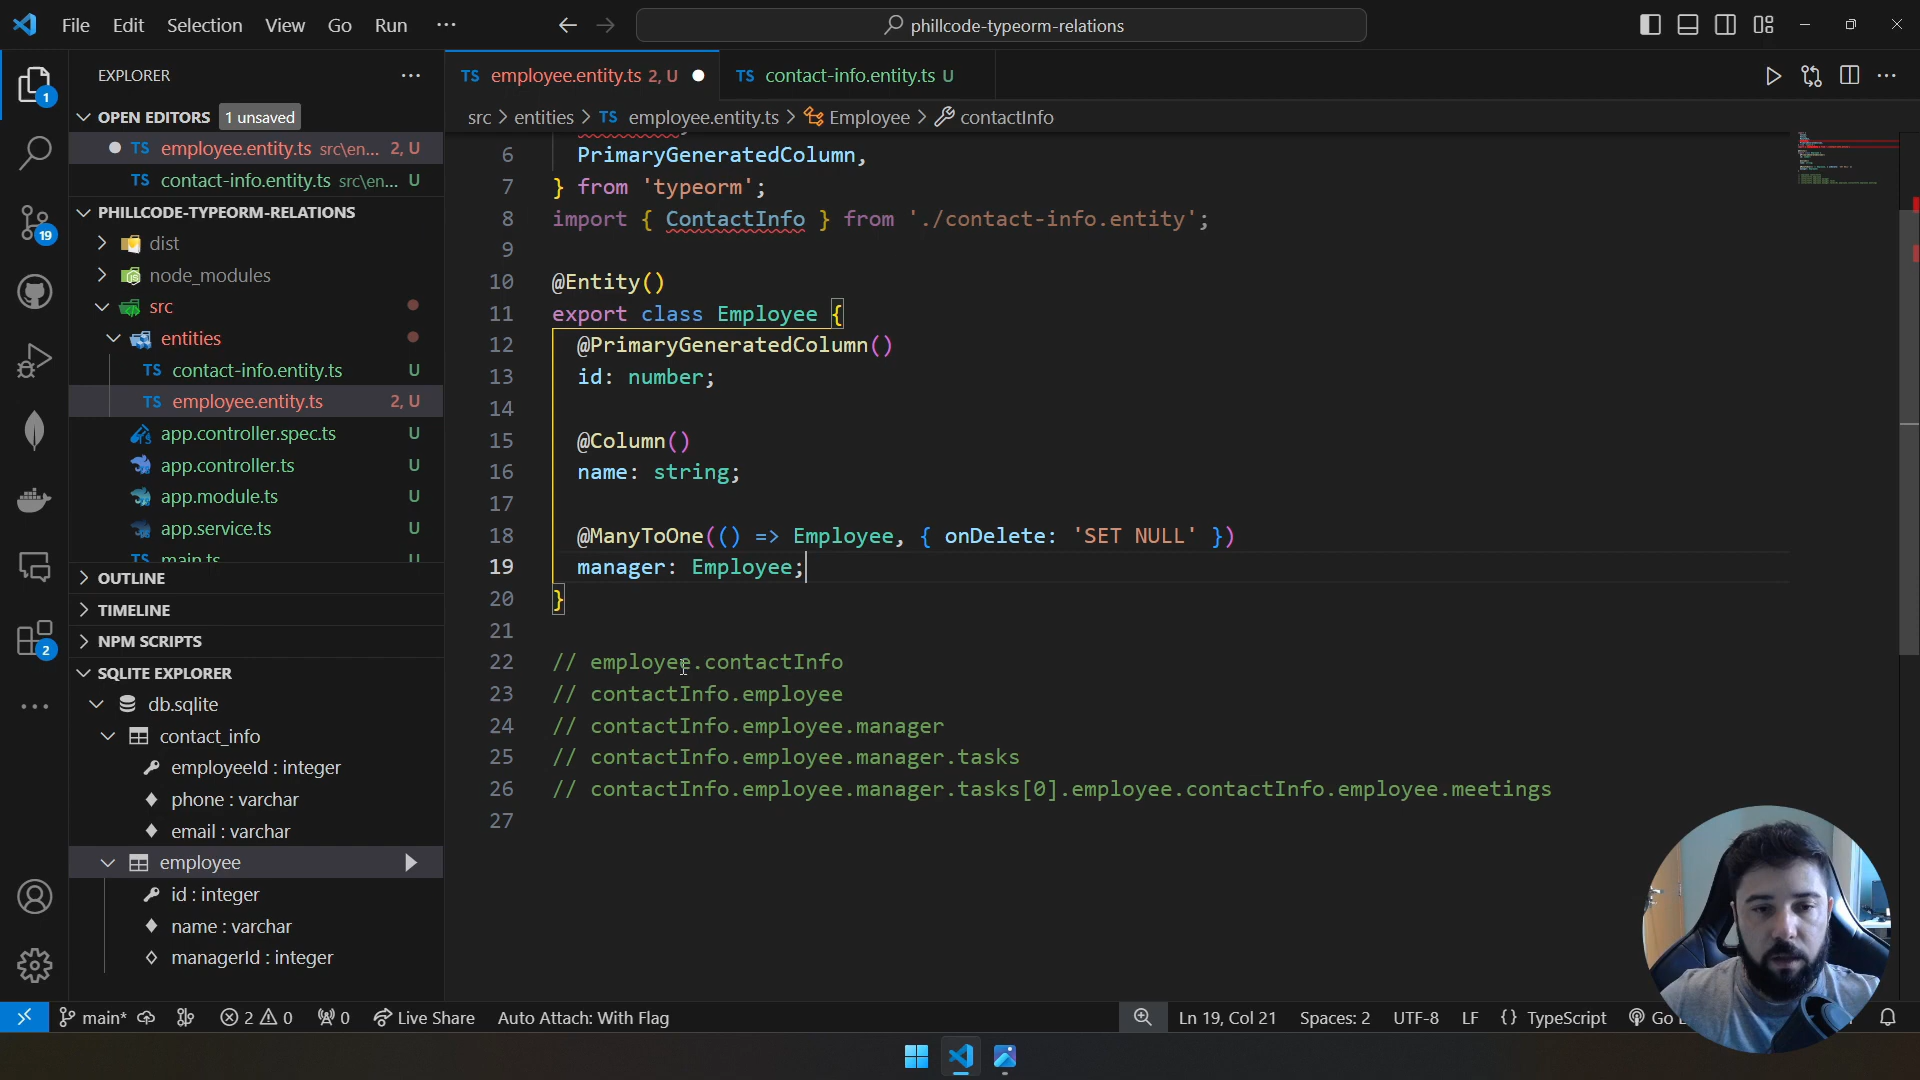 File Edit Selection View Go Run
phillcode-typeorm-relations
EXPLORER
OPEN EDITORS 1 unsaved
TS employee.entity.ts src\en... 2, U
TS contact-info.entity.ts src\en... U
PHILLCODE-TYPEORM-RELATIONS
dist
node_modules
src
entities
TS contact-info.entity.ts U
TS employee.entity.ts 2, U
app.controller.spec.ts U
app.controller.ts U
app.module.ts U
app.service.ts U
TS main.ts
OUTLINE
TIMELINE
NPM SCRIPTS
SQLITE EXPLORER
db.sqlite
contact_info
employeeId : integer
phone : varchar
email : varchar
employee
id : integer
name : varchar
managerId : integer
1
19
2
TS employee.entity.ts 2, U
TS contact-info.entity.ts U
src > entities > TS employee.entity.ts > Employee > contactInfo
6 PrimaryGeneratedColumn,
7 } from 'typeorm';
8 import { ContactInfo } from './contact-info.entity';
9
10 @Entity()
11 export class Employee {
12 @PrimaryGeneratedColumn()
13 id: number;
14
15 @Column()
16 name: string;
17
18 @ManyToOne(() => Employee, { onDelete: 'SET NULL' })
19 manager: Employee;
20 }
21
22 // employee.contactInfo
23 // contactInfo.employee
24 // contactInfo.employee.manager
25 // contactInfo.employee.manager.tasks
26 // contactInfo.employee.manager.tasks[0].employee.contactInfo.employee.meetings
27
main* 2 0 0 Live Share Auto Attach: With Flag
Ln 19, Col 21 Spaces: 2 UTF-8 LF {} TypeScript Go